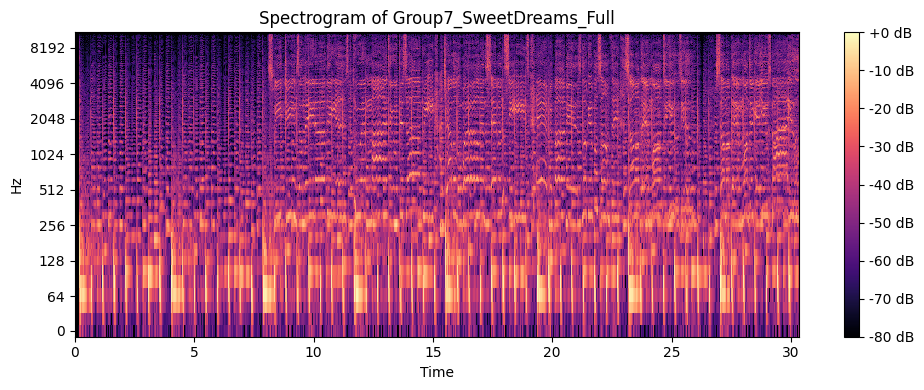 Spectrogram of Group7_SweetDreams_Full
Hz
8192
4096
2048
1024
512
256
128
64
0
0 5 10 15 20 25 30
Time
+0 dB
-10 dB
-20 dB
-30 dB
-40 dB
-50 dB
-60 dB
-70 dB
-80 dB